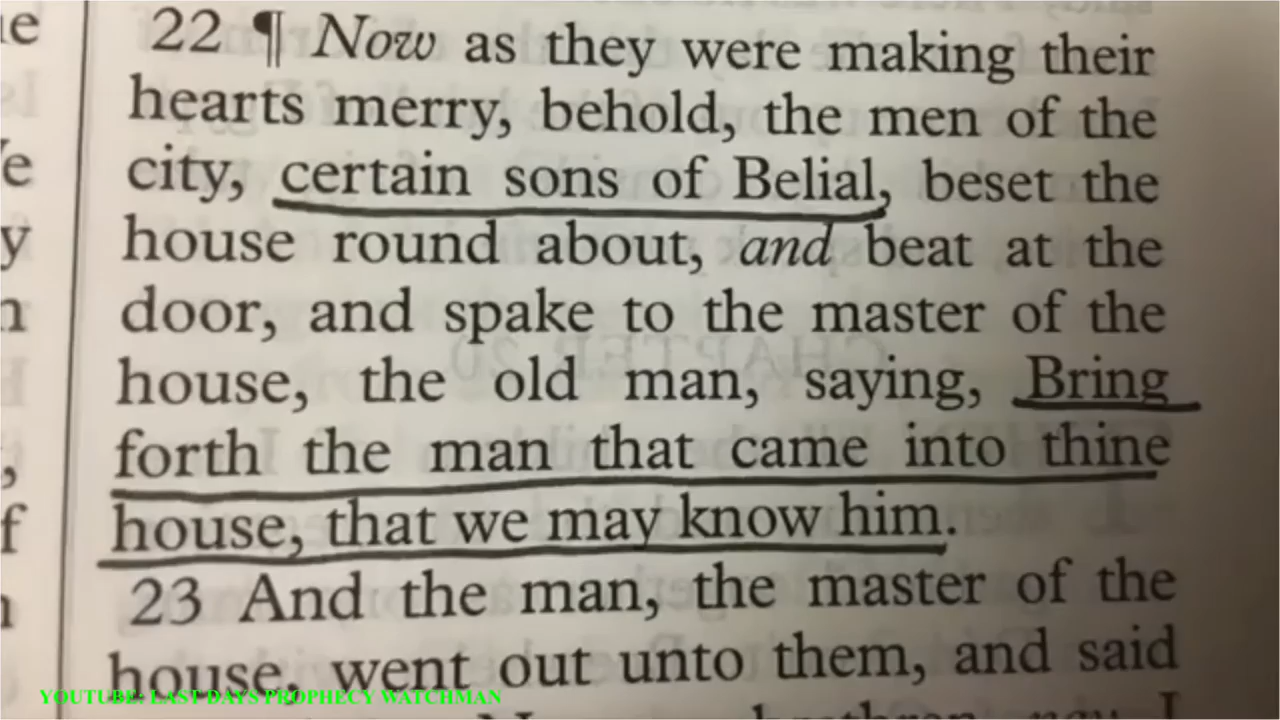 22 ¶ Now as they were making their
hearts merry, behold, the men of the
city, certain sons of Belial, beset the
house round about, and beat at the
door, and spake to the master of the
house, the old man, saying, Bring
forth the man that came into thine
house, that we may know him.
23 And the man, the master of the
house, went out unto them, and said
YOUTUBE: LAST DAYS PROPHECY WATCHMAN